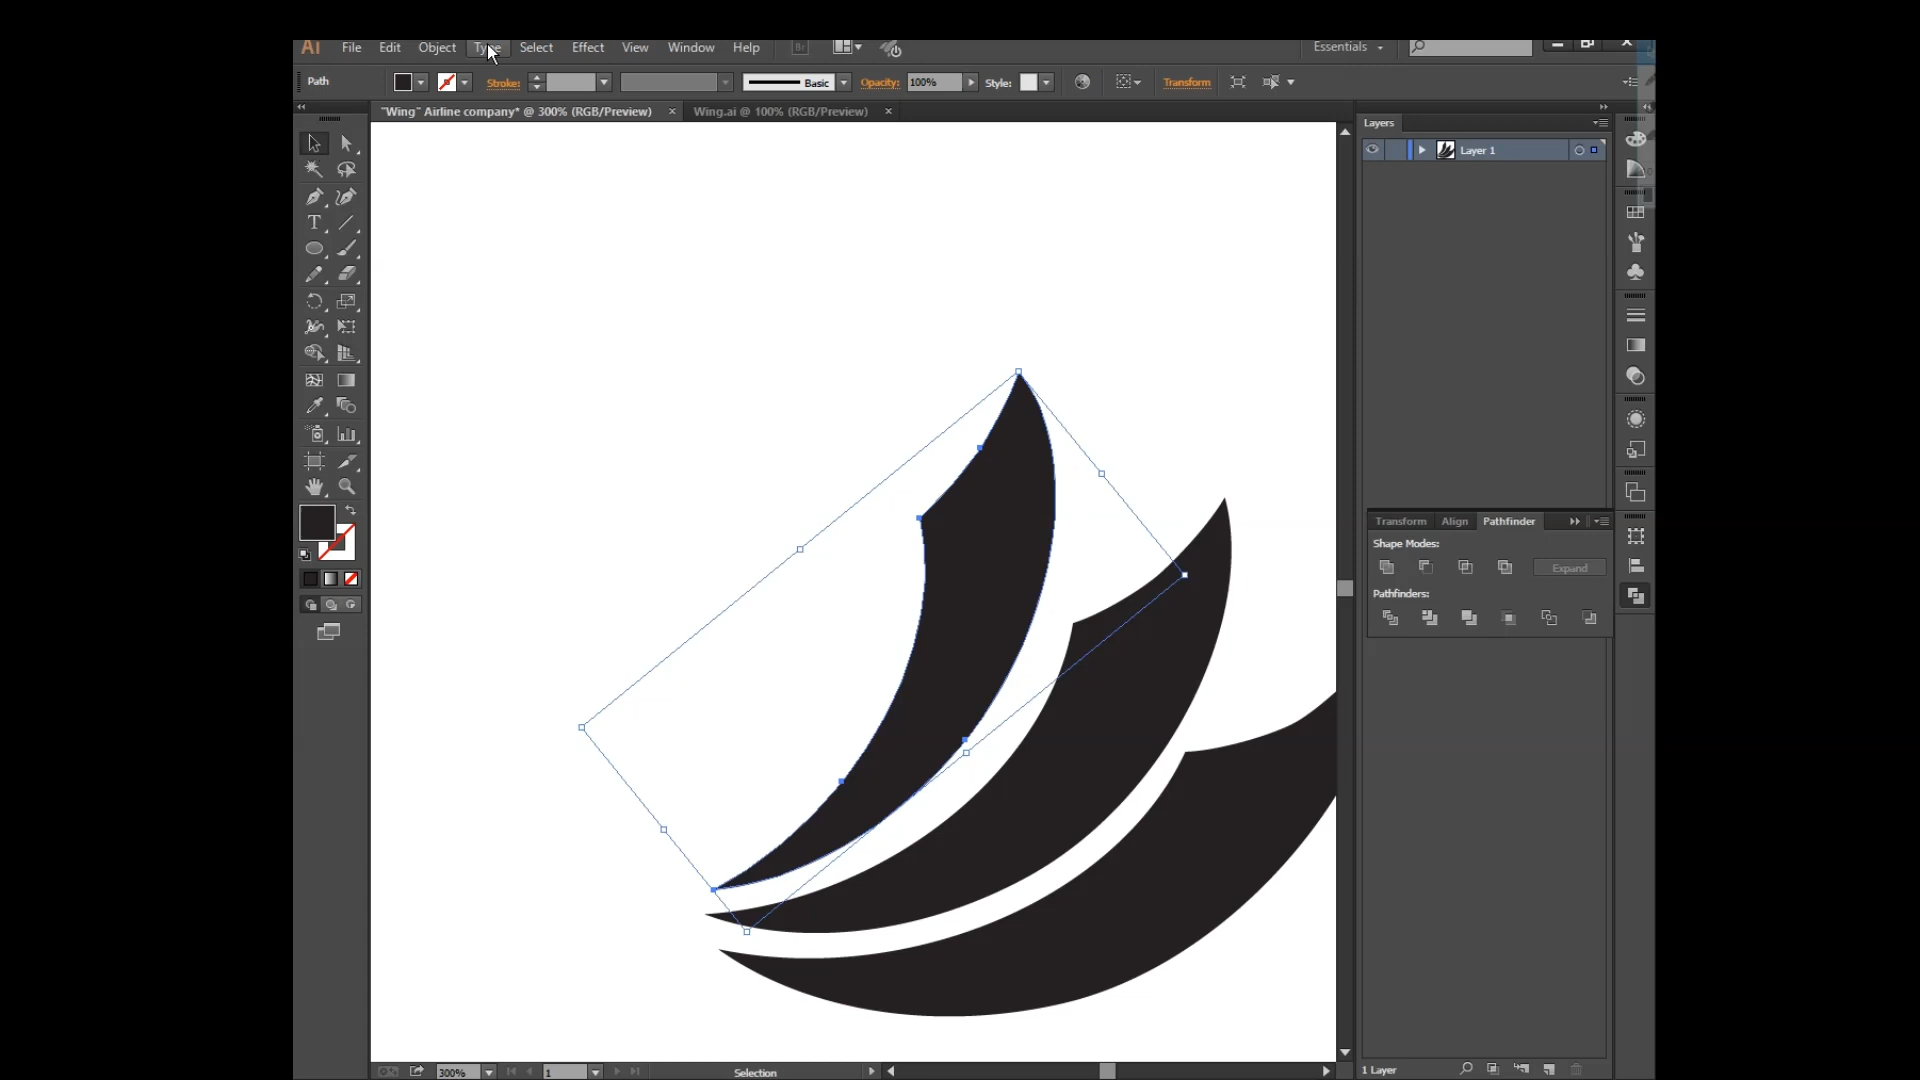 Ai File Edit Object Type Select Effect View Window Help Br Essentials
Path Stroke: Basic Opacity: 100% Style: Transform
"Wing" Airline company* @ 300% (RGB/Preview) × Wing.ai @ 100% (RGB/Preview) ×
Layers
Layer 1
Transform Align Pathfinder
Shape Modes:
Expand
Pathfinders:
300% 1 Selection
1 Layer